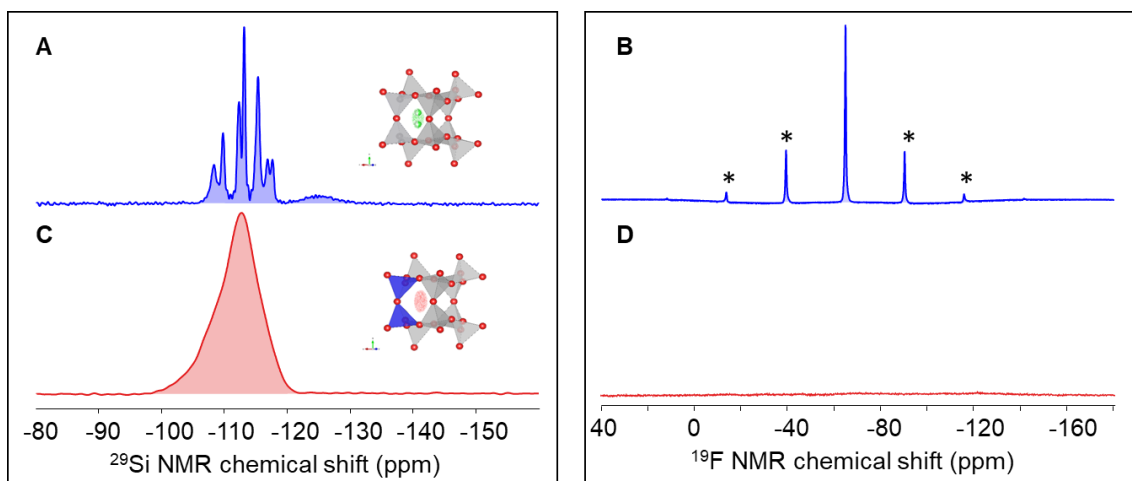 A
B
*
*
*
*
C
D
-80 -90 -100 -110 -120 -130 -140 -150
40 0 -40 -80 -120 -160
²⁹Si NMR chemical shift (ppm)
¹⁹F NMR chemical shift (ppm)